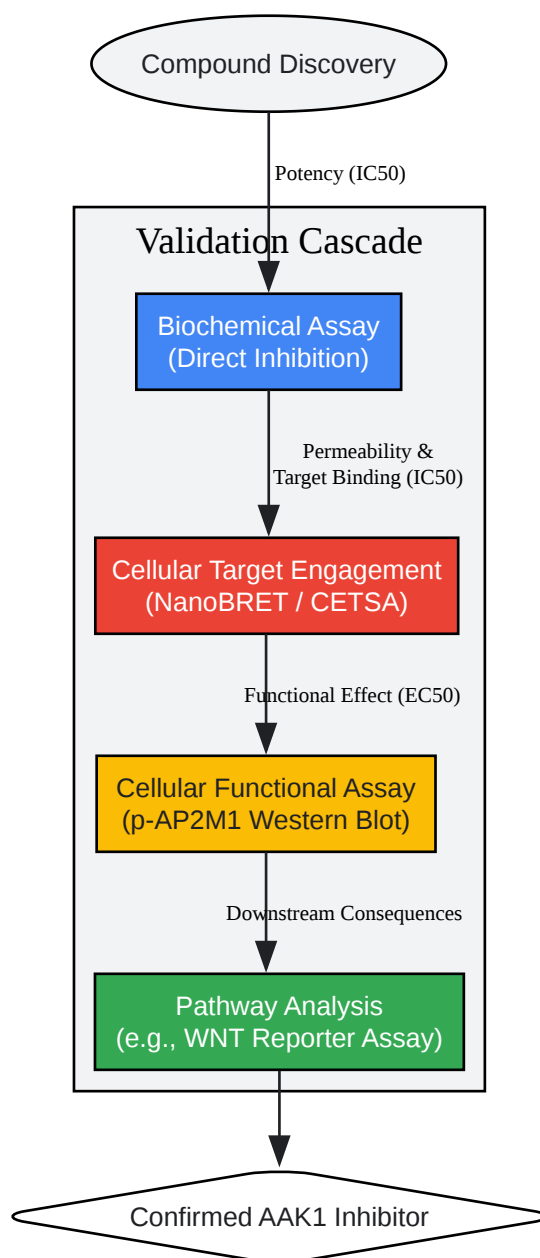 Compound Discovery
Potency (IC50)
Validation Cascade
Biochemical Assay
(Direct Inhibition)
Permeability &
Target Binding (IC50)
Cellular Target Engagement
(NanoBRET / CETSA)
Functional Effect (EC50)
Cellular Functional Assay
(p-AP2M1 Western Blot)
Downstream Consequences
Pathway Analysis
(e.g., WNT Reporter Assay)
Confirmed AAK1 Inhibitor